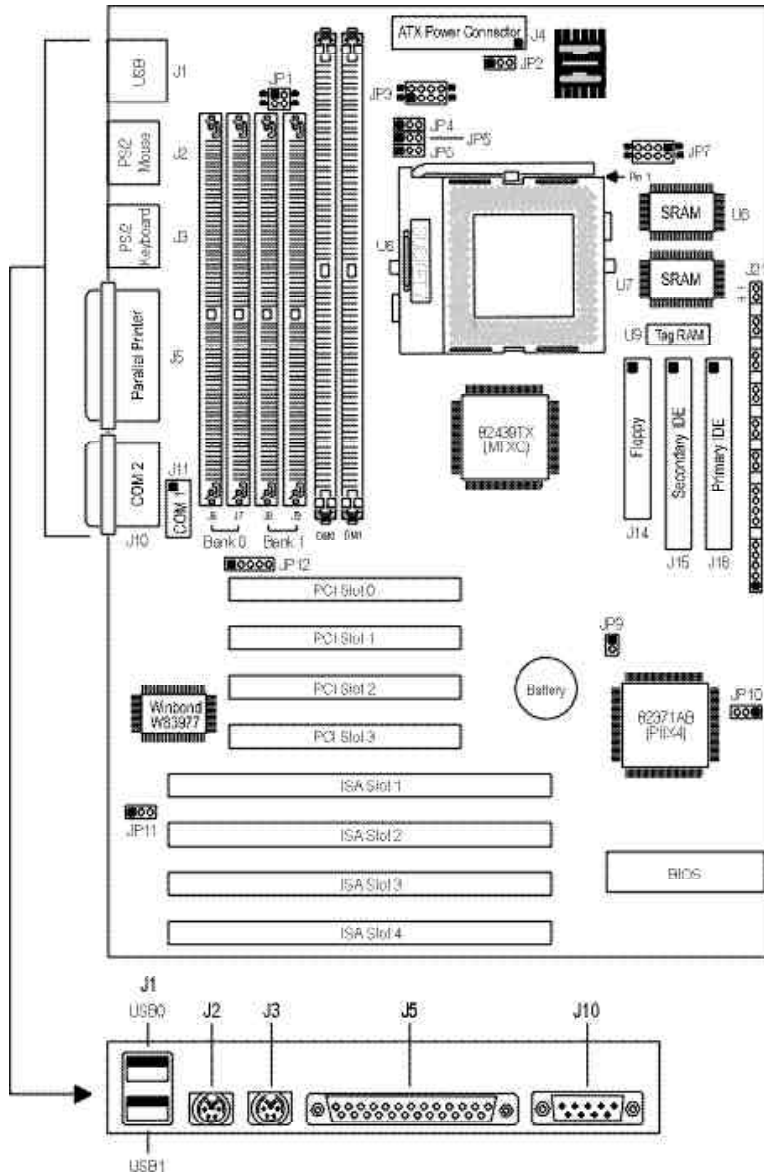 ATX Power Connector
J4
JP2
USB
J1
JP1
JP3
PS/2 Mouse
J2
JP4
JP5
JP6
JP7
Pin 1
SRAM
U6
PS/2 Keyboard
J3
U7
SRAM
Parallel Printer
J5
U9
Tag RAM
82439TX
(MTXC)
Floppy
Secondary IDE
Primary IDE
COM 2
J10
J11
COM 1
J6
J7
J8
J9
Bank 0
Bank 1
J14
J15
J16
JP12
PCI Slot 0
PCI Slot 1
PCI Slot 2
PCI Slot 3
JP9
Battery
JP10
82371AB
(PIIX4)
Winbond
W83977
ISA Slot 1
JP11
ISA Slot 2
ISA Slot 3
ISA Slot 4
BIOS
J1
USB0
J2
J3
J5
J10
USB1